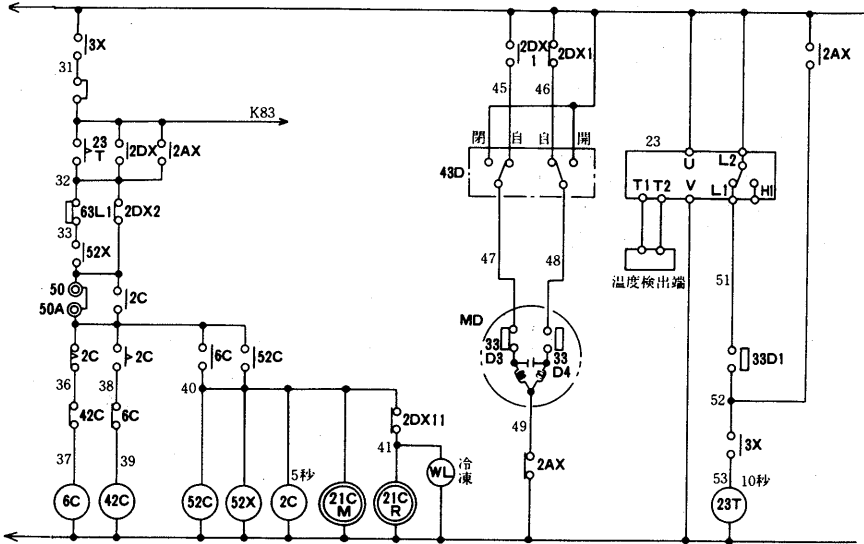 3X
31
K83
23
T
2DX
2AX
32
63L1
2DX2
33
52X
50
50A
2C
2C
2C
6C
52C
36
38
40
42C
6C
2DX11
41
37
39
5秒
WL
冷凍
6C
42C
52C
52X
2C
21C
M
21C
R
2DX
1
2DX1
45
46
閉
自
自
開
43D
47
48
MD
33
D3
33
D4
49
2AX
2AX
23
U
L2
T1
T2
V
L1
H1
温度検出端
51
33D1
52
3X
53
10秒
23T